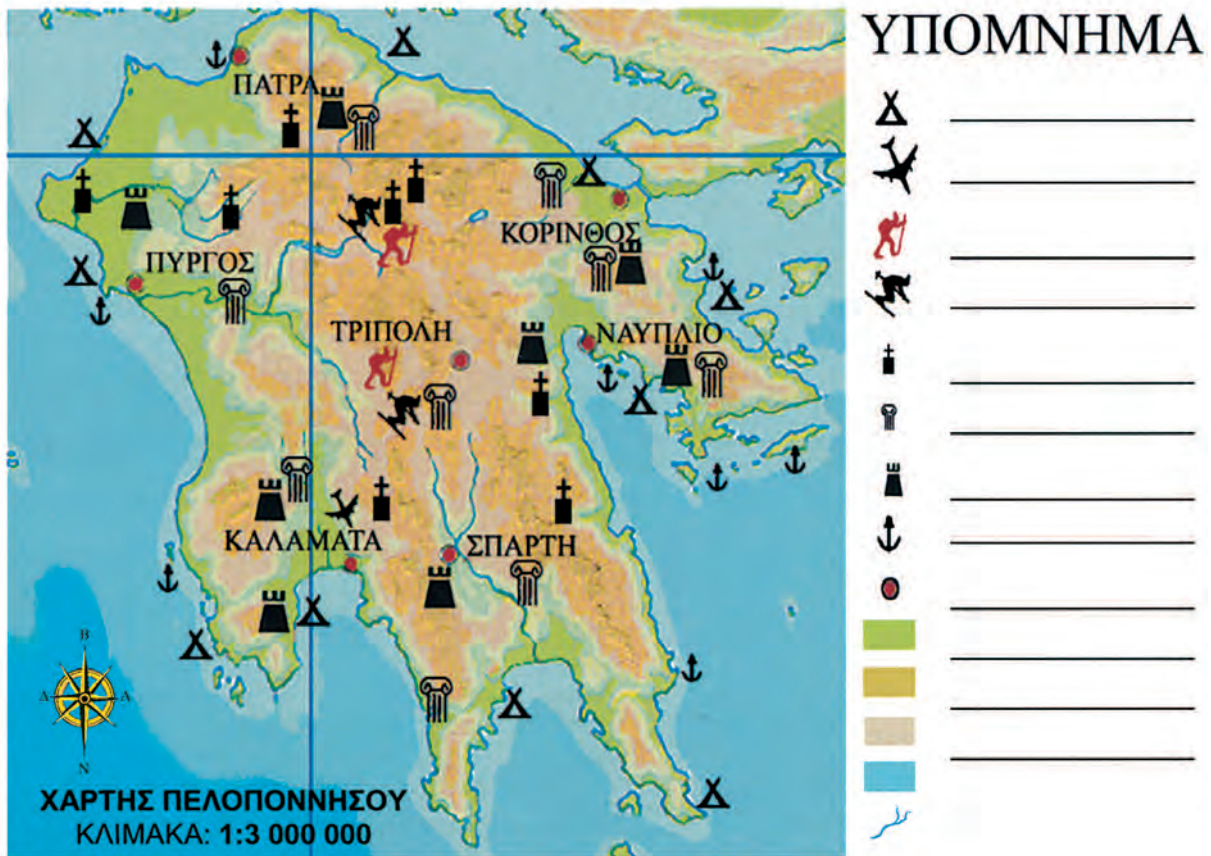 ΥΠΟΜΝΗΜΑ
ΠΑΤΡΑ
ΚΟΡΙΝΘΟΣ
ΠΥΡΓΟΣ
ΤΡΙΠΟΛΗ
ΝΑΥΠΛΙΟ
ΚΑΛΑΜΑΤΑ
ΣΠΑΡΤΗ
Β
Δ
Α
Ν
ΧΑΡΤΗΣ ΠΕΛΟΠΟΝΝΗΣΟΥ
ΚΛΙΜΑΚΑ: 1:3 000 000